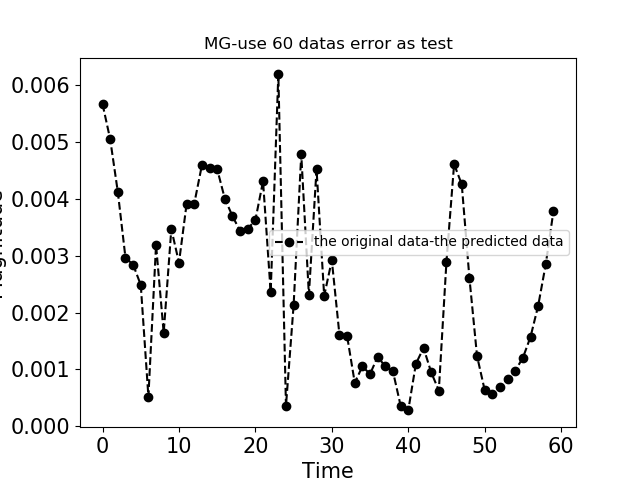 MG-use 60 datas error as test
0.006
0.005
0.004
0.003
0.002
0.001
0.000
Magnitude
the original data-the predicted data
0 10 20 30 40 50 60
Time